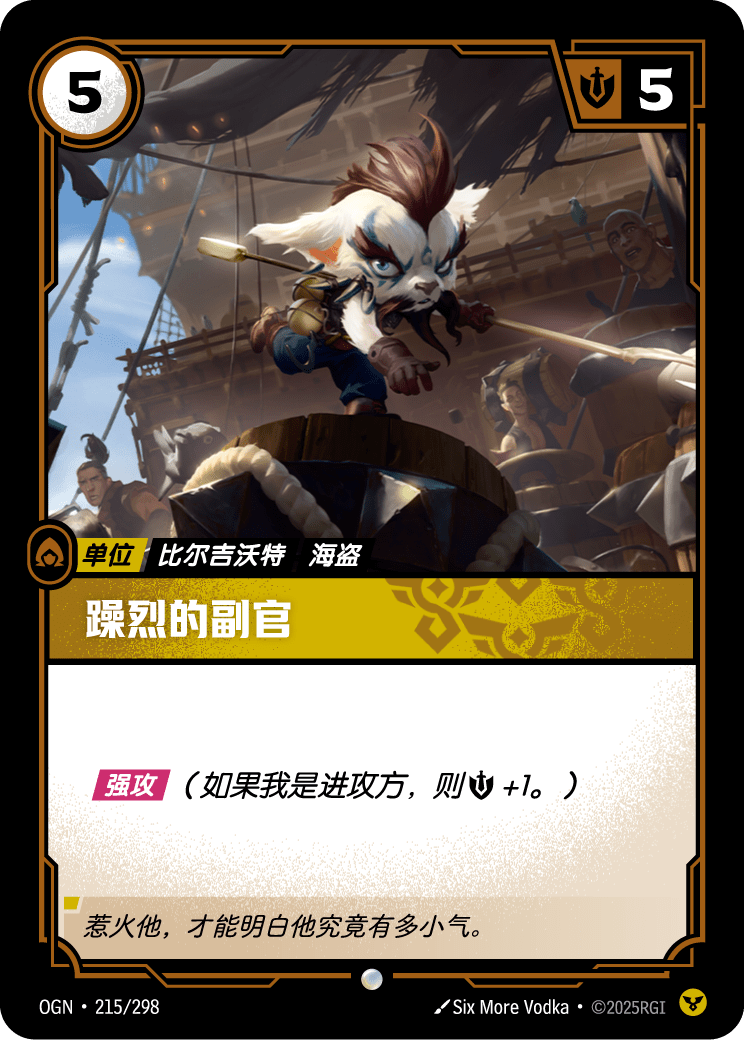 5
5
单位 比尔吉沃特 海盗
躁烈的副官
强攻（如果我是进攻方，则 +1。）
惹火他，才能明白他究竟有多小气。
OGN • 215/298 Six More Vodka • ©2025RGI